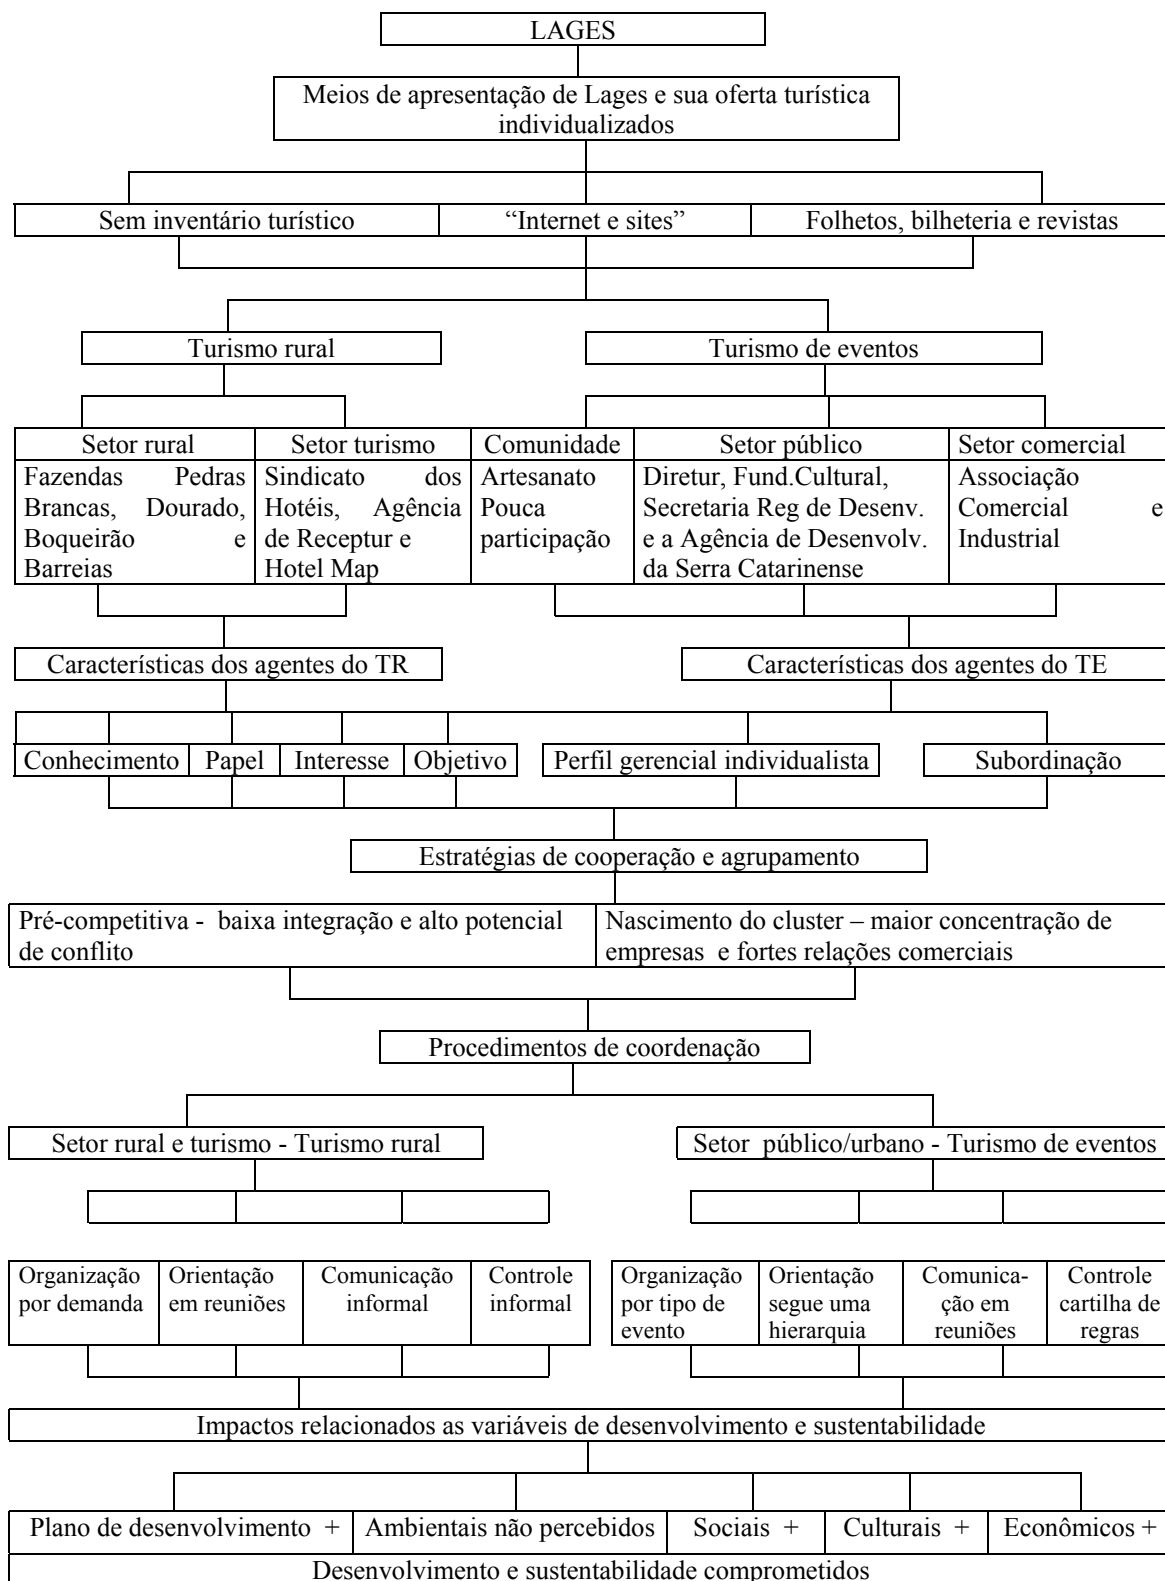 LAGES
Meios de apresentação de Lages e sua oferta turística
individualizados
Sem inventário turístico
“Internet e sites”
Folhetos, bilheteria e revistas
Turismo rural
Turismo de eventos
Setor rural
Fazendas Pedras
Brancas, Dourado,
Boqueirão e
Barreias
Setor turismo
Sindicato dos
Hotéis, Agência
de Receptur e
Hotel Map
Comunidade
Artesanato
Pouca
participação
Setor público
Diretur, Fund.Cultural,
Secretaria Reg de Desenv.
e a Agência de Desenvolv.
da Serra Catarinense
Setor comercial
Associação
Comercial e
Industrial
Características dos agentes do TR
Características dos agentes do TE
Conhecimento
Papel
Interesse
Objetivo
Perfil gerencial individualista
Subordinação
Estratégias de cooperação e agrupamento
Pré-competitiva - baixa integração e alto potencial
de conflito
Nascimento do cluster – maior concentração de
empresas e fortes relações comerciais
Procedimentos de coordenação
Setor rural e turismo - Turismo rural
Setor público/urbano - Turismo de eventos
Organização
por demanda
Orientação
em reuniões
Comunicação
informal
Controle
informal
Organização
por tipo de
evento
Orientação
segue uma
hierarquia
Comunica-
ção em
reuniões
Controle
cartilha de
regras
Impactos relacionados as variáveis de desenvolvimento e sustentabilidade
Plano de desenvolvimento +
Ambientais não percebidos
Sociais +
Culturais +
Econômicos +
Desenvolvimento e sustentabilidade comprometidos